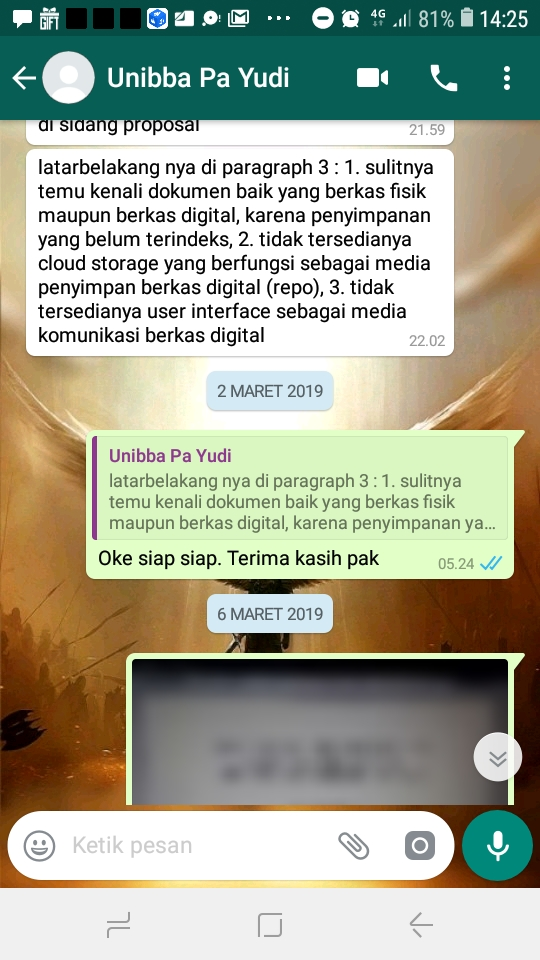 GIFT
4G
81%
14:25
Unibba Pa Yudi
di sidang proposal
21.59
latarbelakang nya di paragraph 3 : 1. sulitnya
temu kenali dokumen baik yang berkas fisik
maupun berkas digital, karena penyimpanan
yang belum terindeks, 2. tidak tersedianya
cloud storage yang berfungsi sebagai media
penyimpan berkas digital (repo), 3. tidak
tersedianya user interface sebagai media
komunikasi berkas digital
22.02
2 MARET 2019
Unibba Pa Yudi
latarbelakang nya di paragraph 3 : 1. sulitnya
temu kenali dokumen baik yang berkas fisik
maupun berkas digital, karena penyimpanan ya...
Oke siap siap. Terima kasih pak
05.24
6 MARET 2019
Ketik pesan